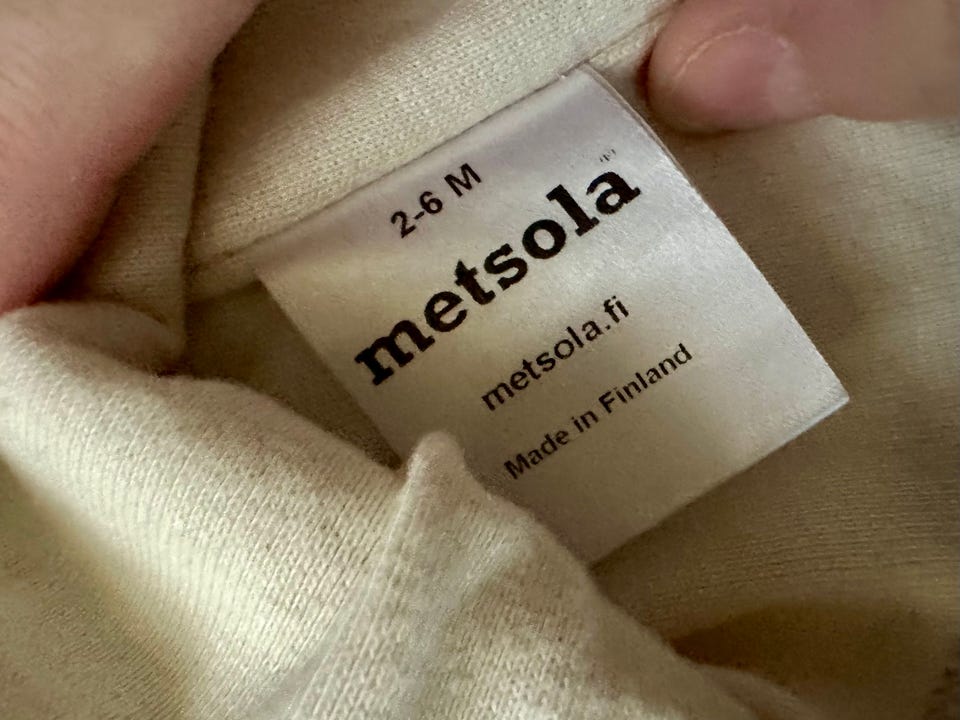 2-6 M
metsola
metsola.fi
Made in Finland